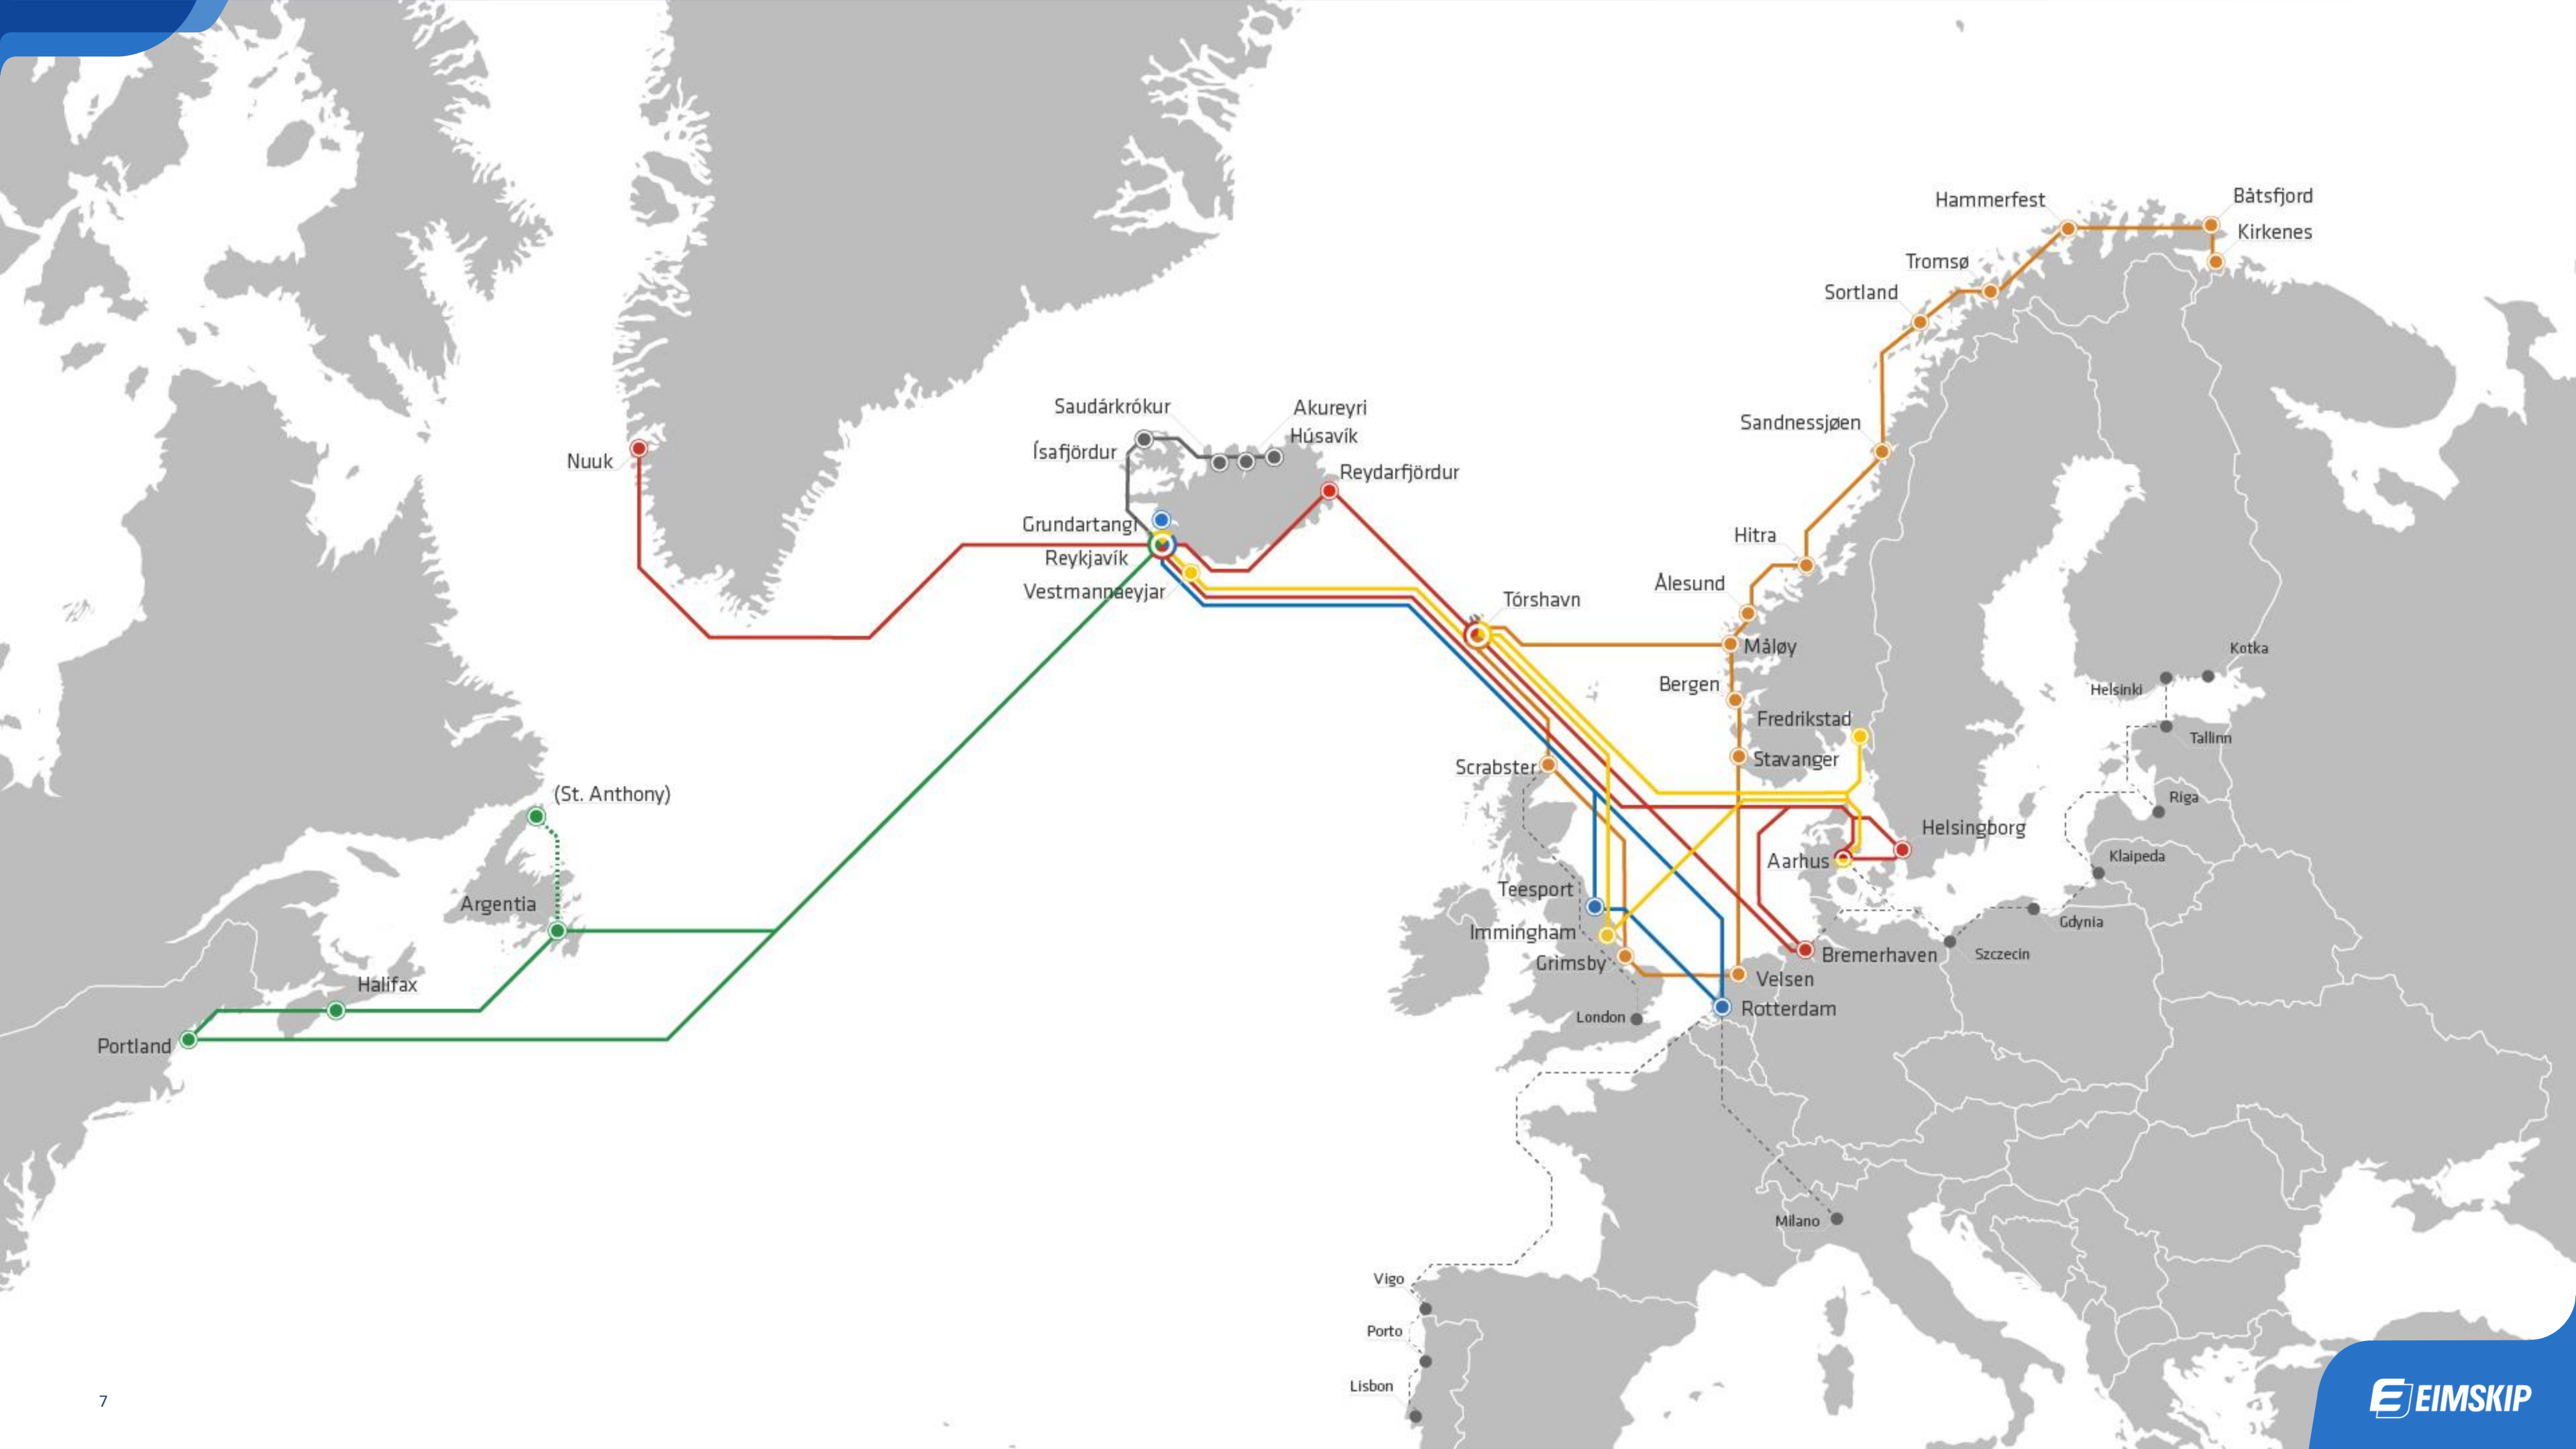 Hammerfest
Båtsfjord
Kirkenes
Tromsø
Sortland
Saudárkrókur
Akureyri
Sandnessjøen
Húsavík
Ísafjördur
Nuuk
Reydarfjördur
Grundartangi
Hitra
Reykjavík
Ålesund
Vestmannaeyjar
Tórshavn
Måløy
Kotka
Bergen
Helsinki
Fredrikstad
Tallinn
Stavanger
Scrabster
(St. Anthony)
Riga
Helsingborg
Klaipeda
Aarhus
Teesport
Argentia
Gdynia
Immingham
Bremerhaven
Szczecin
Grimsby
Velsen
Halifax
Rotterdam
London
Portland
Milano
Vigo
Porto
Lisbon
7
EIMSKIP